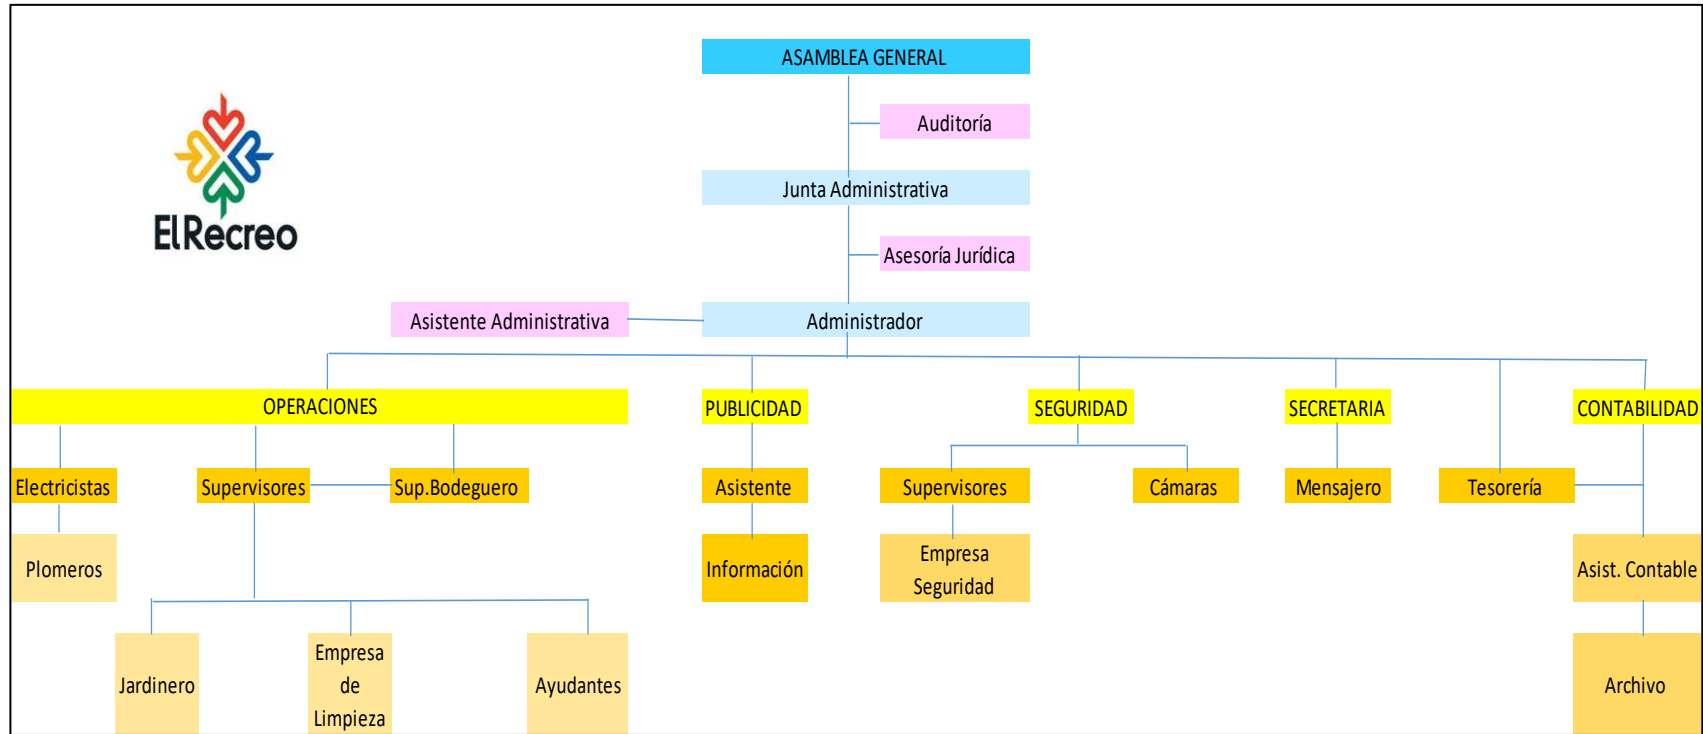 ASAMBLEA GENERAL
Auditoría
Junta Administrativa
ElRecreo
Asesoría Jurídica
Asistente Administrativa
Administrador
OPERACIONES
PUBLICIDAD
SEGURIDAD
SECRETARIA
CONTABILIDAD
Electricistas
Supervisores
Sup.Bodeguero
Asistente
Supervisores
Cámaras
Mensajero
Tesorería
Plomeros
Información
Empresa
Seguridad
Asist. Contable
Jardinero
Empresa
de
Limpieza
Ayudantes
Archivo